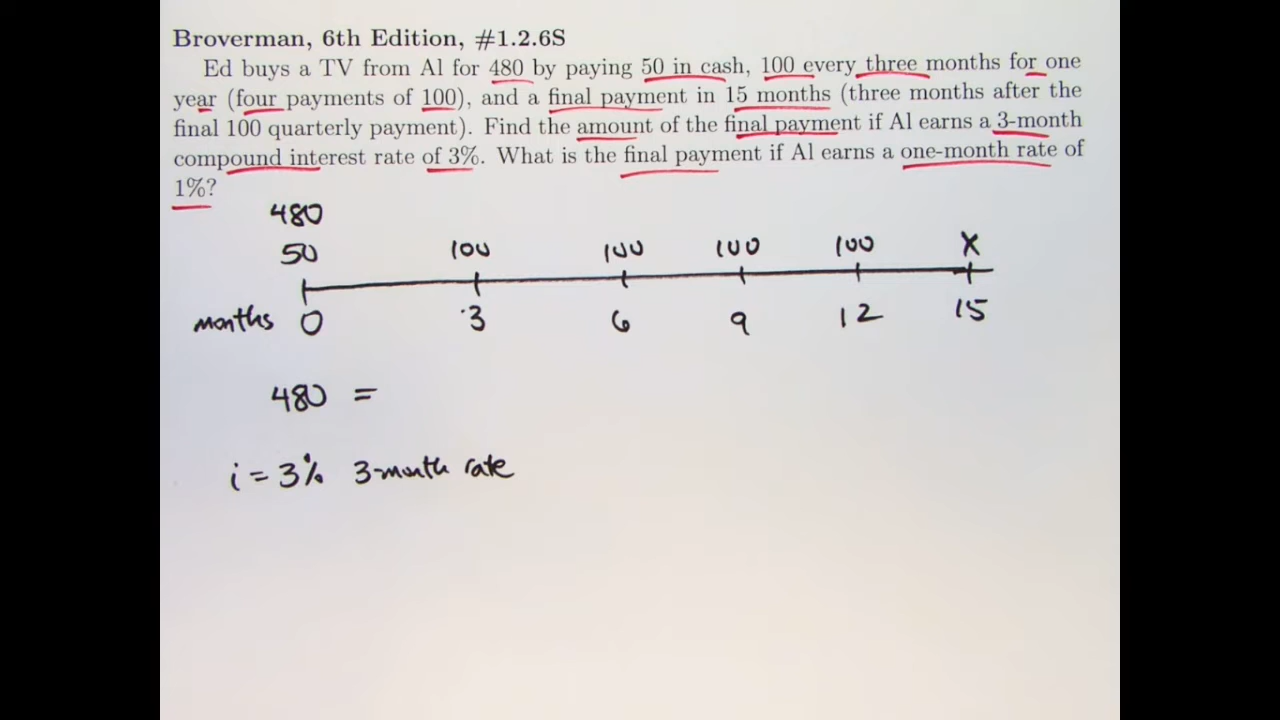 Broverman, 6th Edition, #1.2.6S
Ed buys a TV from Al for 480 by paying 50 in cash, 100 every three months for one
year (four payments of 100), and a final payment in 15 months (three months after the
final 100 quarterly payment). Find the amount of the final payment if Al earns a 3-month
compound interest rate of 3%. What is the final payment if Al earns a one-month rate of
1%?
480
50 100 100 100 100 X
months 0 3 6 9 12 15
480 =
i = 3% 3-month rate